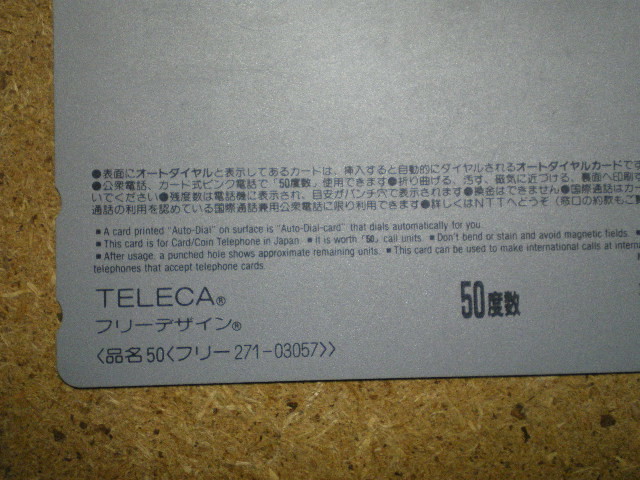 ●表面にオートダイヤルと表示してあるカードは、挿入すると自動的にダイヤルされるオートダイヤルカードです
●公衆電話、カード式ピンク電話で「50度数」使用できます●折り曲げる、汚す、磁気に近づける、裏面へ印刷す
いでください●残度数は電話機に表示され、目安がパンチ穴で表示されます●換金はできません●国際通話はカー
通話の利用を認めている国際通話兼用公衆電話に限り利用できます●詳しくはNTTへどうぞ（窓口の約款もご覧
■ A card printed "Auto-Dial" on surface is "Auto-Dial-card" that dials automatically for you.
■ This card is for Card/Coin Telephone in Japan ■ It is worth「50」call units. ■ Don't bend or stain and avoid magnetic fields ■
■ After usage, a punched hole shows approximate remaining units. ■ This card can be used to make international calls at interna
telephones that accept telephone cards.
TELECA®
フリーデザイン®
〈品名50〈フリー271-03057〉〉
50度数